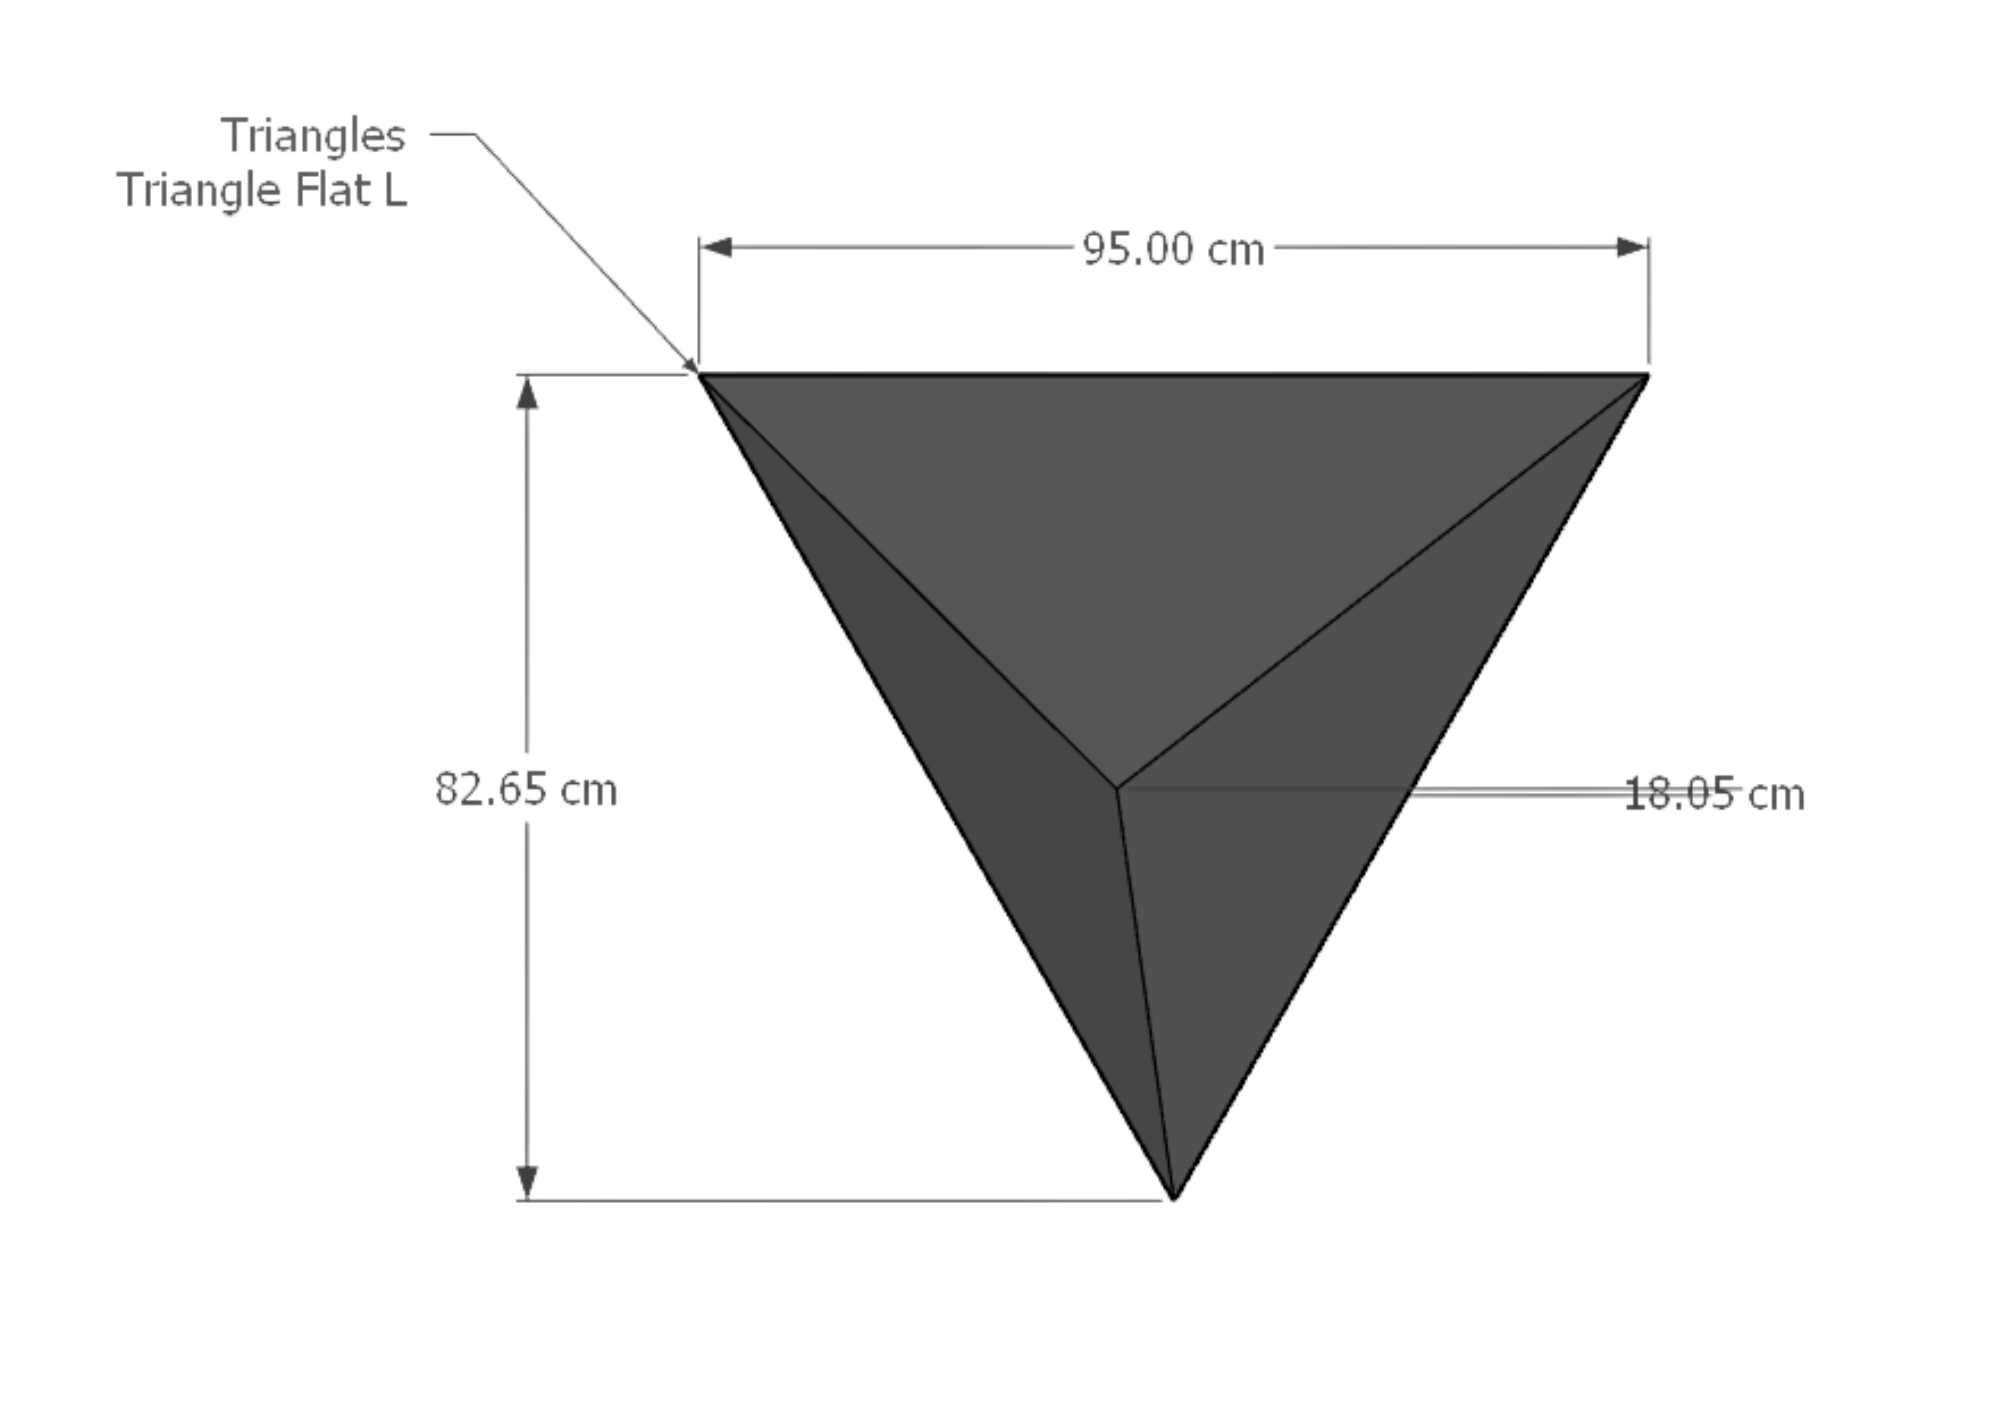 Triangles
Triangle Flat L
95.00 cm
82.65 cm
18.05 cm